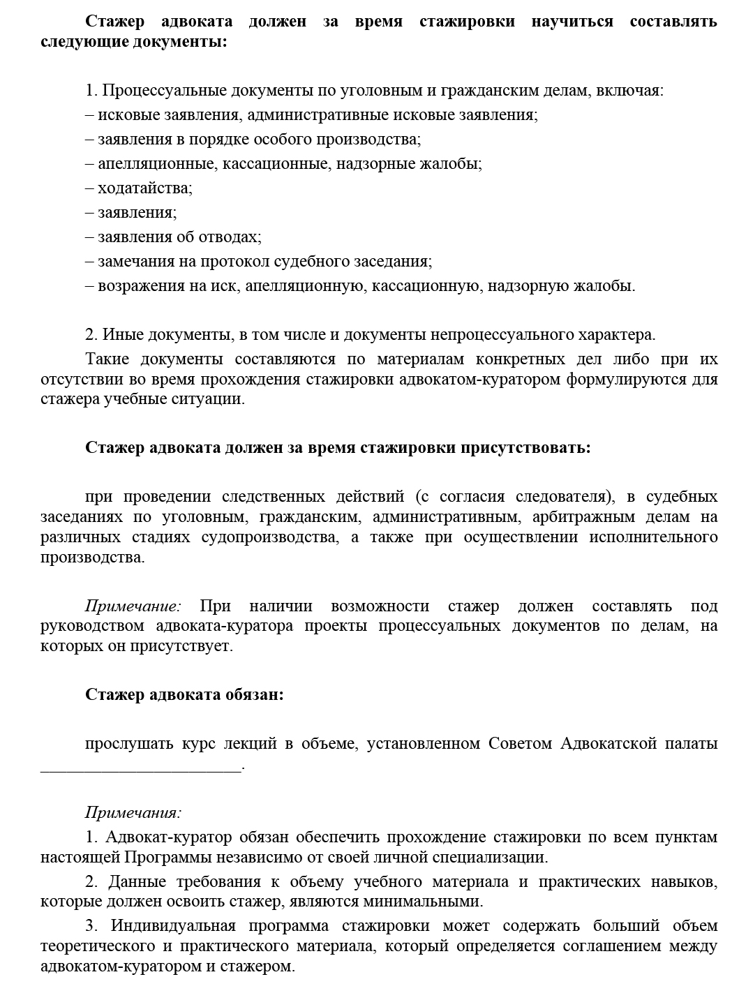 Стажер адвоката должен за время стажировки научиться составлять
следующие документы:
1. Процессуальные документы по уголовным и гражданским делам, включая:
– исковые заявления, административные исковые заявления;
– заявления в порядке особого производства;
– апелляционные, кассационные, надзорные жалобы;
– ходатайства;
– заявления;
– заявления об отводах;
– замечания на протокол судебного заседания;
– возражения на иск, апелляционную, кассационную, надзорную жалобы.
2. Иные документы, в том числе и документы непроцессуального характера.
Такие документы составляются по материалам конкретных дел либо при их
отсутствии во время прохождения стажировки адвокатом-куратором формулируются для
стажера учебные ситуации.
Стажер адвоката должен за время стажировки присутствовать:
при проведении следственных действий (с согласия следователя), в судебных
заседаниях по уголовным, гражданским, административным, арбитражным делам на
различных стадиях судопроизводства, а также при осуществлении исполнительного
производства.
Примечание: При наличии возможности стажер должен составлять под
руководством адвоката-куратора проекты процессуальных документов по делам, на
которых он присутствует.
Стажер адвоката обязан:
прослушать курс лекций в объеме, установленном Советом Адвокатской палаты
_______________________.
Примечания:
1. Адвокат-куратор обязан обеспечить прохождение стажировки по всем пунктам
настоящей Программы независимо от своей личной специализации.
2. Данные требования к объему учебного материала и практических навыков,
которые должен освоить стажер, являются минимальными.
3. Индивидуальная программа стажировки может содержать больший объем
теоретического и практического материала, который определяется соглашением между
адвокатом-куратором и стажером.